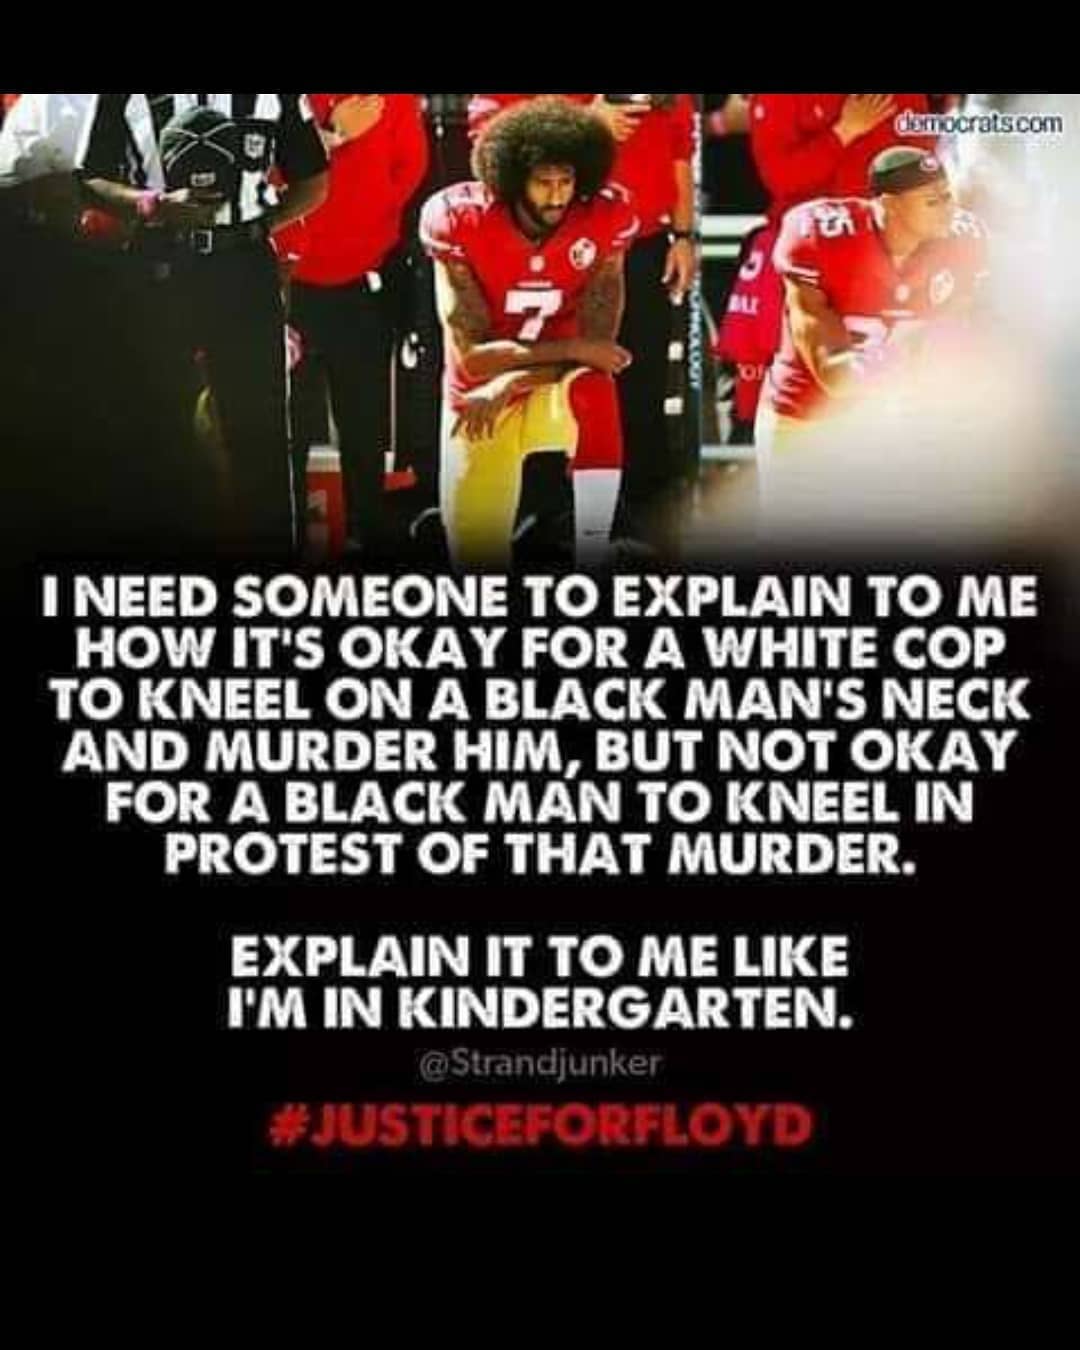 democrats.com
7
35
I NEED SOMEONE TO EXPLAIN TO ME
HOW IT'S OKAY FOR A WHITE COP
TO KNEEL ON A BLACK MAN'S NECK
AND MURDER HIM, BUT NOT OKAY
FOR A BLACK MAN TO KNEEL IN
PROTEST OF THAT MURDER.
EXPLAIN IT TO ME LIKE
I'M IN KINDERGARTEN.
@Strandjunker
#JUSTICEFORFLOYD